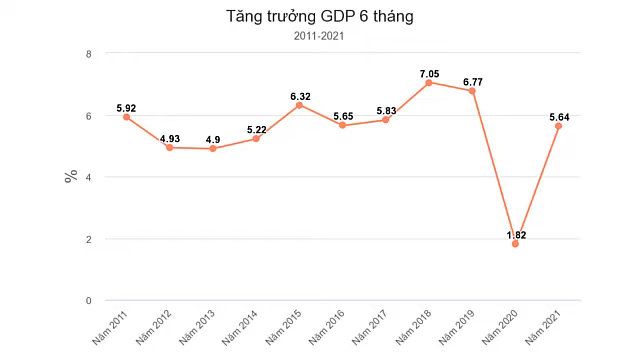 Tăng trưởng GDP 6 tháng
2011-2021
8
6
4
2
0
%
5.92
4.93
4.9
5.22
6.32
5.65
5.83
7.05
6.77
1.82
5.64
Năm 2011
Năm 2012
Năm 2013
Năm 2014
Năm 2015
Năm 2016
Năm 2017
Năm 2018
Năm 2019
Năm 2020
Năm 2021